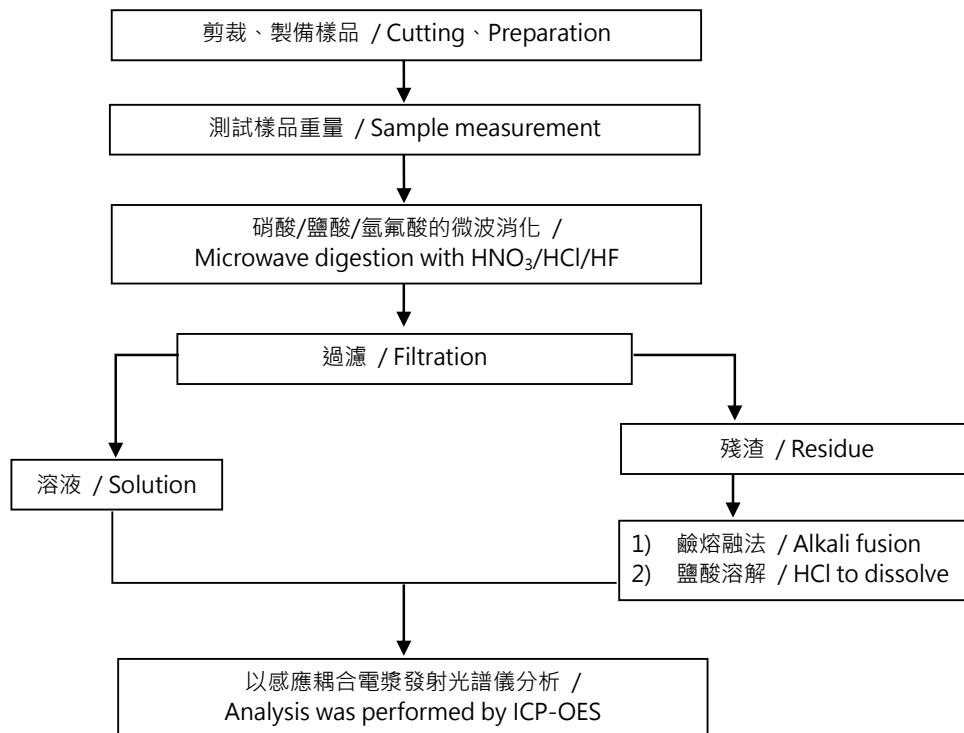 剪裁、製備樣品 / Cutting、Preparation
測試樣品重量 / Sample measurement
硝酸/鹽酸/氫氟酸的微波消化 /
Microwave digestion with HNO₃/HCl/HF
過濾 / Filtration
溶液 / Solution
殘渣 / Residue
1) 鹼熔融法 / Alkali fusion
2) 鹽酸溶解 / HCl to dissolve
以感應耦合電漿發射光譜儀分析 /
Analysis was performed by ICP-OES